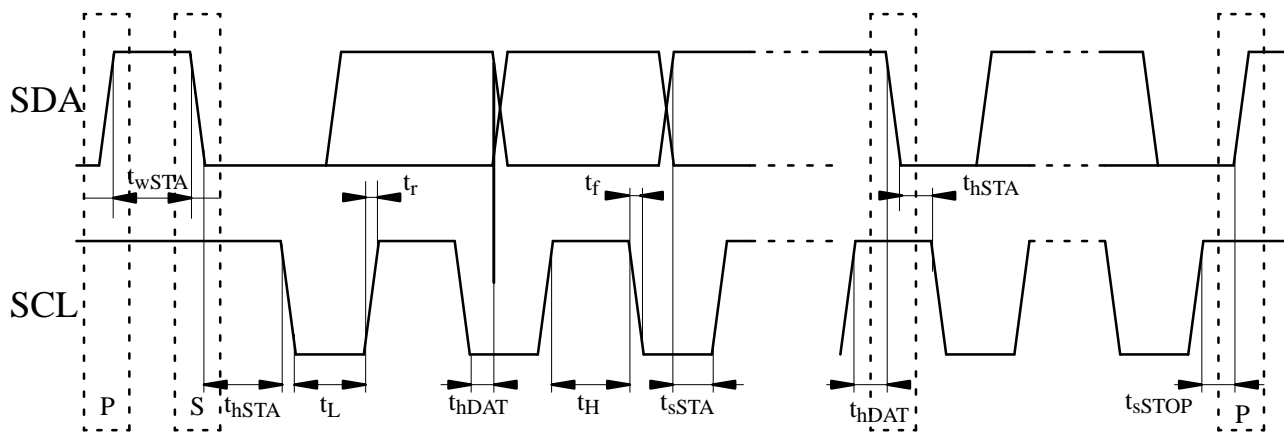 SDA
t_wSTA
t_r
t_f
t_hSTA
SCL
P
S
t_hSTA
t_L
t_hDAT
t_H
t_sSTA
t_hDAT
t_sSTOP
P